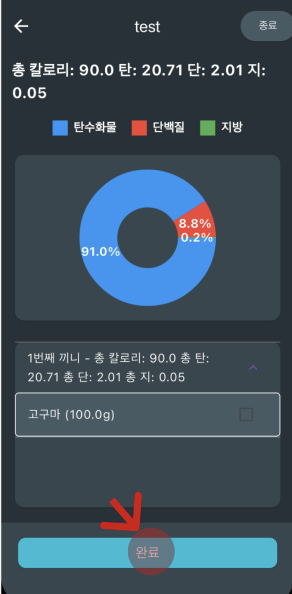 test
종료
총 칼로리: 90.0 탄: 20.71 단: 2.01 지:
0.05
탄수화물 단백질 지방
8.8%
0.2%
91.0%
1번째 끼니 - 총 칼로리: 90.0 총 탄:
20.71 총 단: 2.01 총 지: 0.05
고구마 (100.0g)
완료